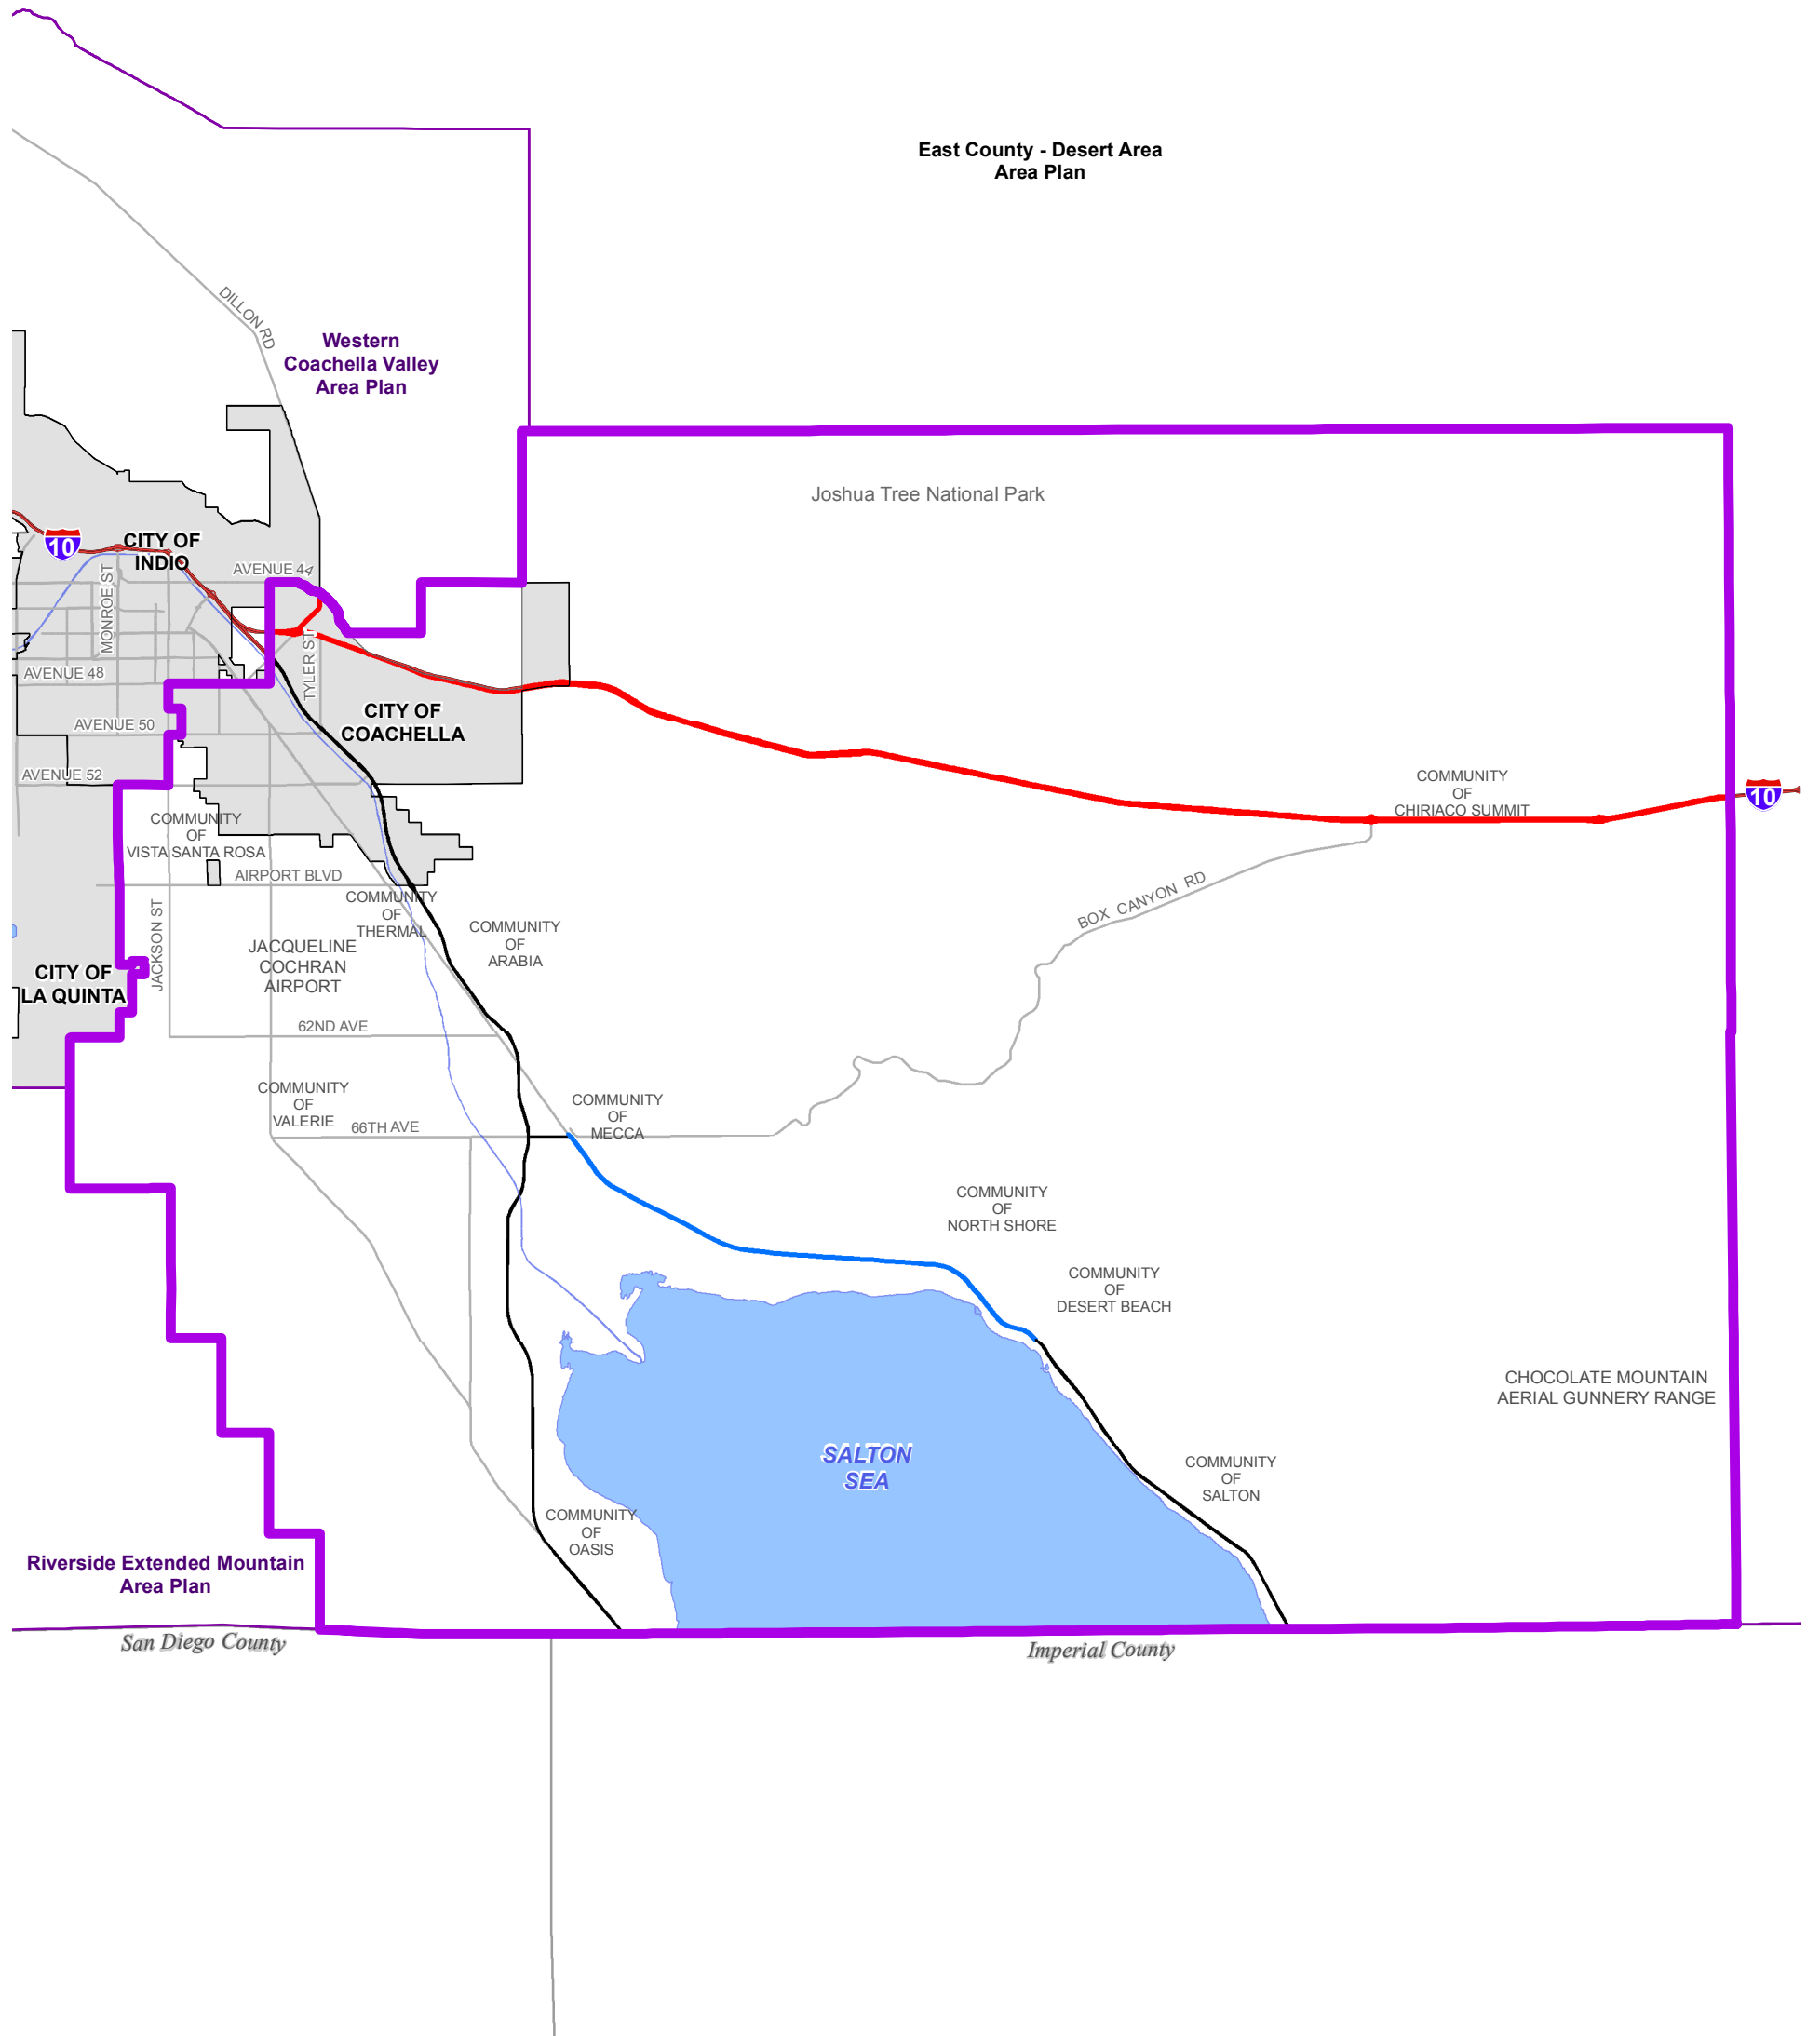 East County - Desert Area
Area Plan
DILLON RD
Western
Coachella Valley
Area Plan
Joshua Tree National Park
10
CITY OF
INDIO
AVENUE 44
MONROE ST
TYLER ST
AVENUE 48
CITY OF
COACHELLA
AVENUE 50
AVENUE 52
COMMUNITY
OF
CHIRIACO SUMMIT
10
COMMUNITY
OF
VISTA SANTA ROSA
AIRPORT BLVD
BOX CANYON RD
COMMUNITY
OF
THERMAL
COMMUNITY
OF
ARABIA
JACKSON ST
JACQUELINE
COCHRAN
AIRPORT
CITY OF
LA QUINTA
62ND AVE
COMMUNITY
OF
VALERIE
COMMUNITY
OF
MECCA
66TH AVE
COMMUNITY
OF
NORTH SHORE
COMMUNITY
OF
DESERT BEACH
CHOCOLATE MOUNTAIN
AERIAL GUNNERY RANGE
SALTON
SEA
COMMUNITY
OF
SALTON
COMMUNITY
OF
OASIS
Riverside Extended Mountain
Area Plan
San Diego County
Imperial County